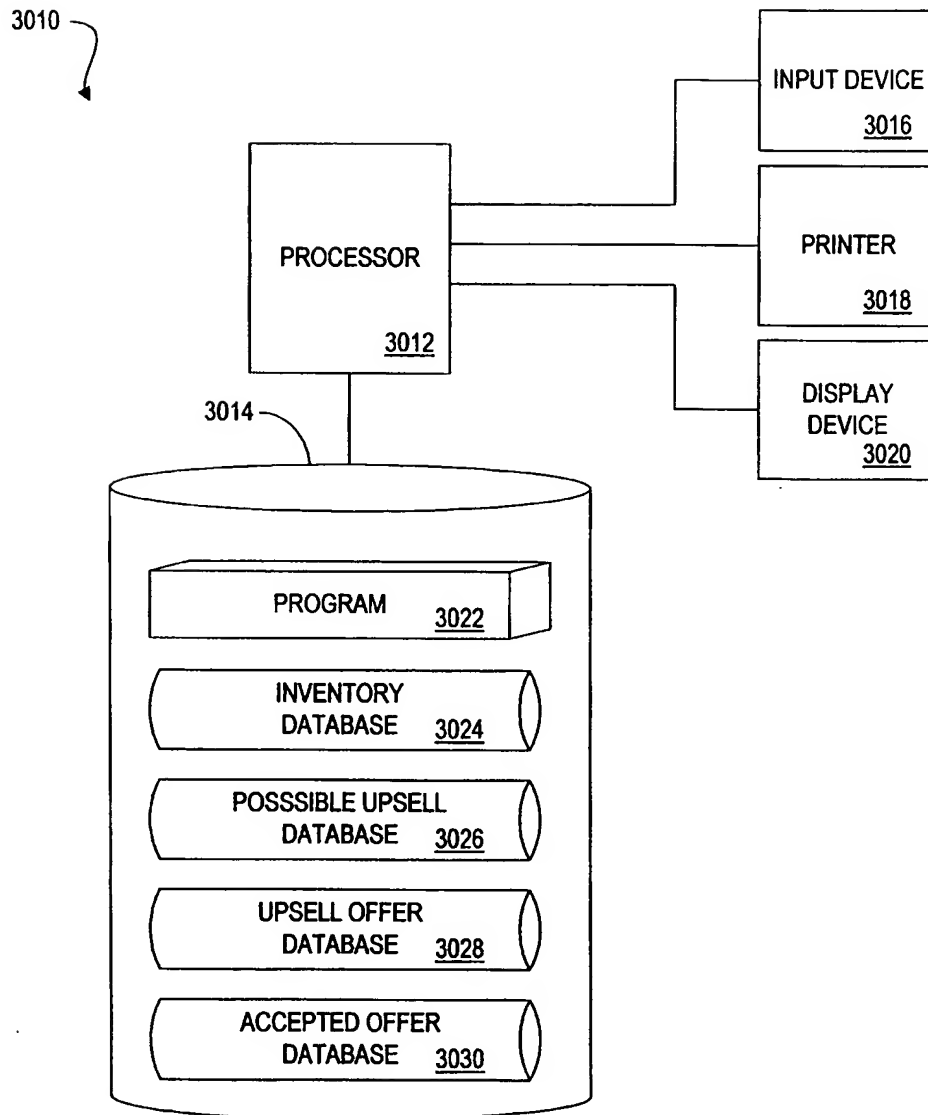 3010
INPUT DEVICE
3016
PROCESSOR
3012
PRINTER
3018
DISPLAY
DEVICE
3020
3014
PROGRAM
3022
INVENTORY
DATABASE
3024
POSSSIBLE UPSELL
DATABASE
3026
UPSELL OFFER
DATABASE
3028
ACCEPTED OFFER
DATABASE
3030